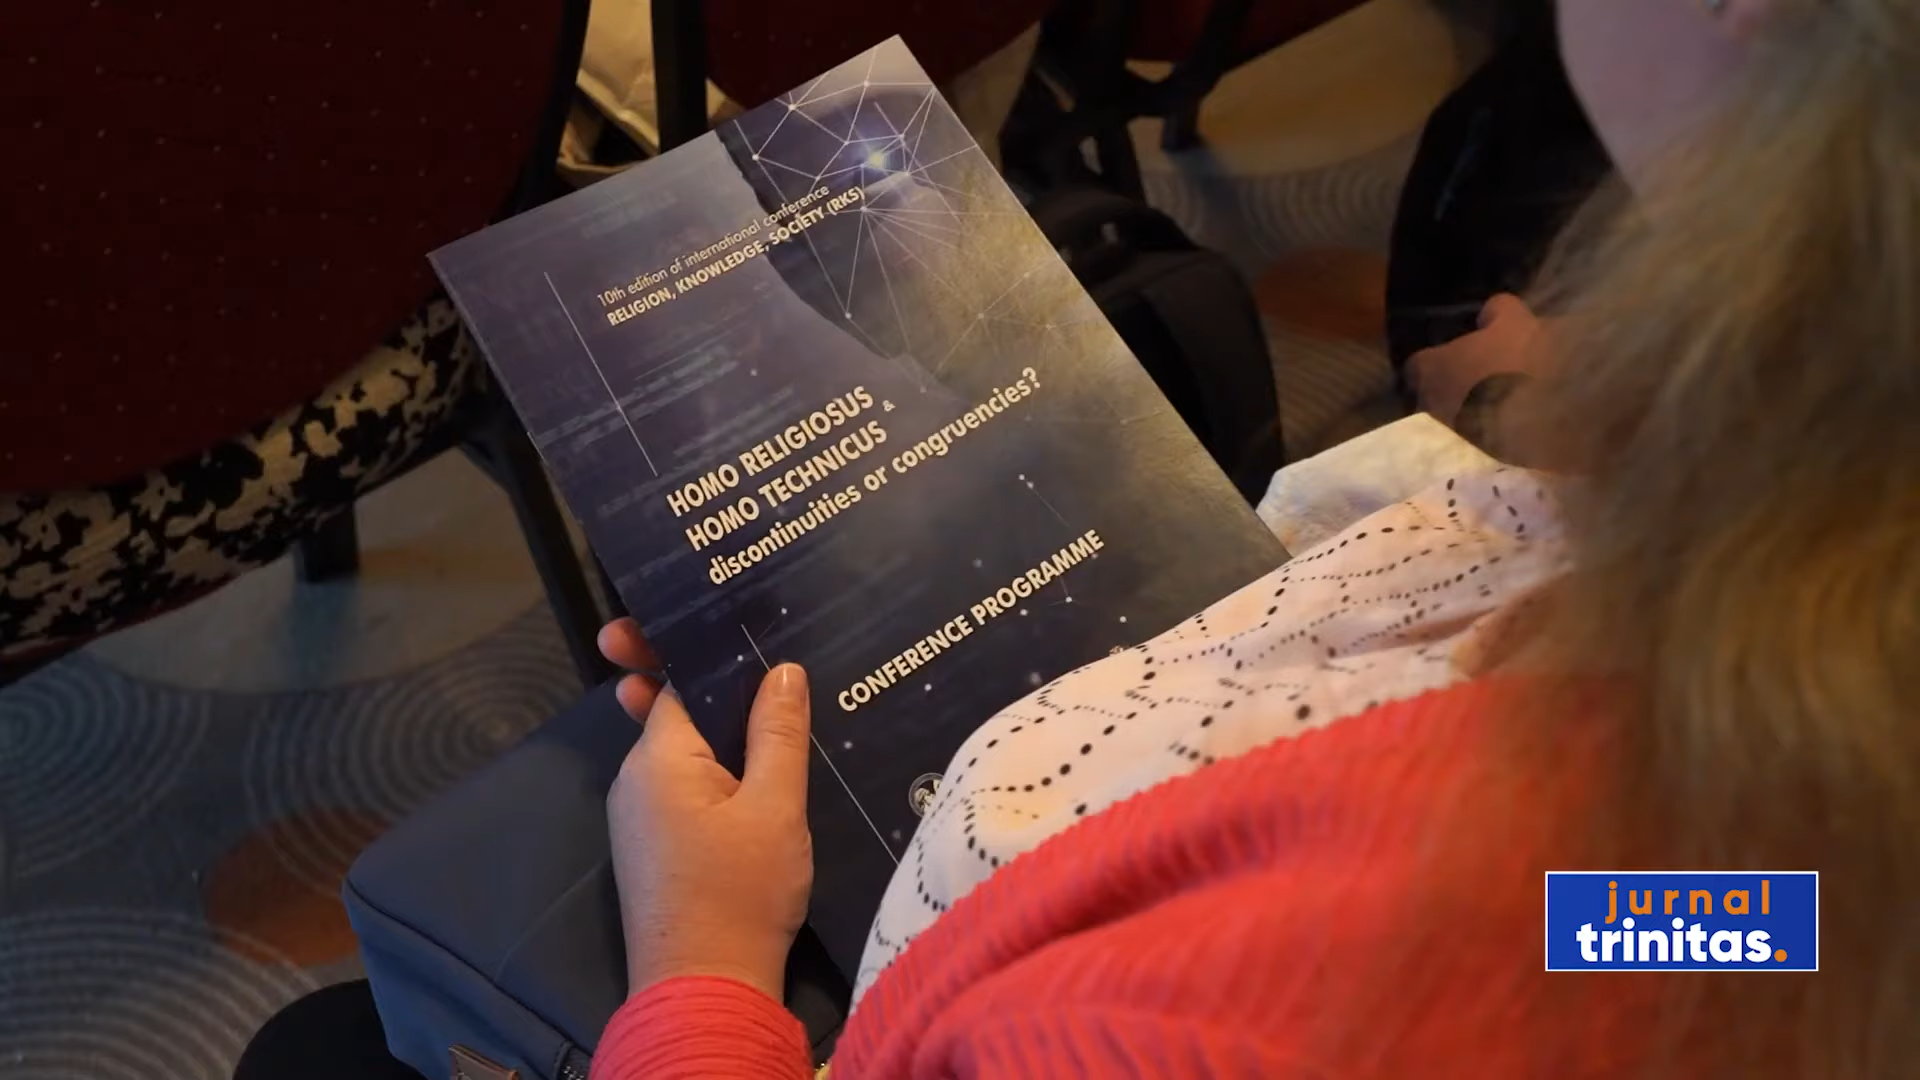 10th edition of international conference
RELIGION, KNOWLEDGE, SOCIETY (RKS)
HOMO RELIGIOSUS
&
HOMO TECHNICUS
discontinuities or congruencies?
CONFERENCE PROGRAMME
jurnal
trinitas.